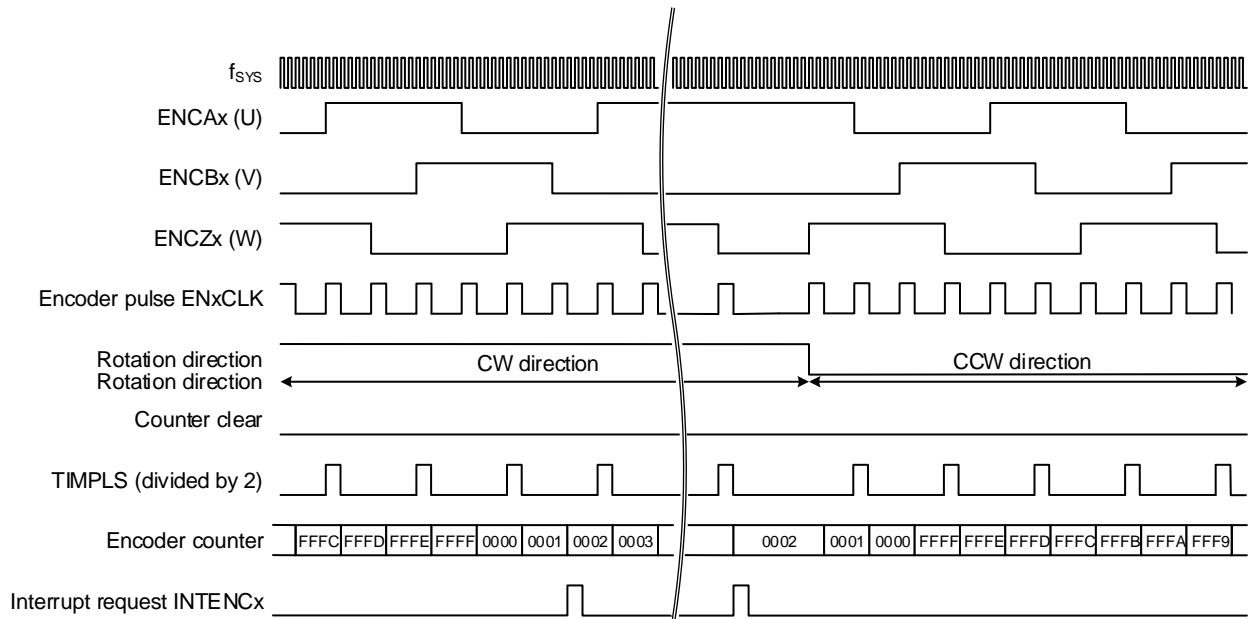 fSYS
ENCAx (U)
ENCBx (V)
ENCZx (W)
Encoder pulse ENxCLK
Rotation direction
CW direction
CCW direction
Rotation direction
Counter clear
TIMPLS (divided by 2)
Encoder counter
FFFC FFFD FFFE FFFF 0000 0001 0002 0003 0002 0001 0000 FFFF FFFE FFFD FFFC FFFB FFFA FFF9
Interrupt request INTENCx